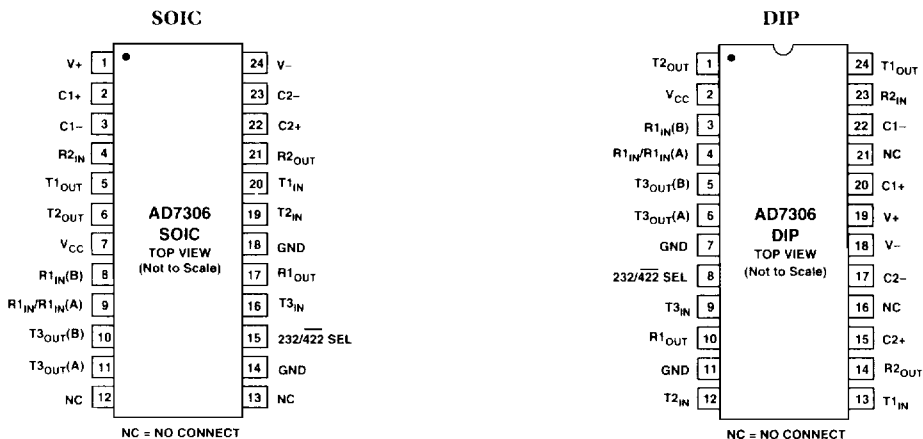 SOIC
V+ 1 24 V–
C1+ 2 23 C2–
C1– 3 22 C2+
R2IN 4 21 R2OUT
T1OUT 5 20 T1IN
T2OUT 6 19 T2IN
VCC 7 18 GND
R1IN(B) 8 17 R1OUT
R1IN/R1IN(A) 9 16 T3IN
T3OUT(B) 10 15 232/4̅2̅2̅ SEL
T3OUT(A) 11 14 GND
NC 12 13 NC
AD7306
SOIC
TOP VIEW
(Not to Scale)
NC = NO CONNECT
DIP
T2OUT 1 24 T1OUT
VCC 2 23 R2IN
R1IN(B) 3 22 C1–
R1IN/R1IN(A) 4 21 NC
T3OUT(B) 5 20 C1+
T3OUT(A) 6 19 V+
GND 7 18 V–
232/4̅2̅2̅ SEL 8 17 C2–
T3IN 9 16 NC
R1OUT 10 15 C2+
GND 11 14 R2OUT
T2IN 12 13 T1IN
AD7306
DIP
TOP VIEW
(Not to Scale)
NC = NO CONNECT